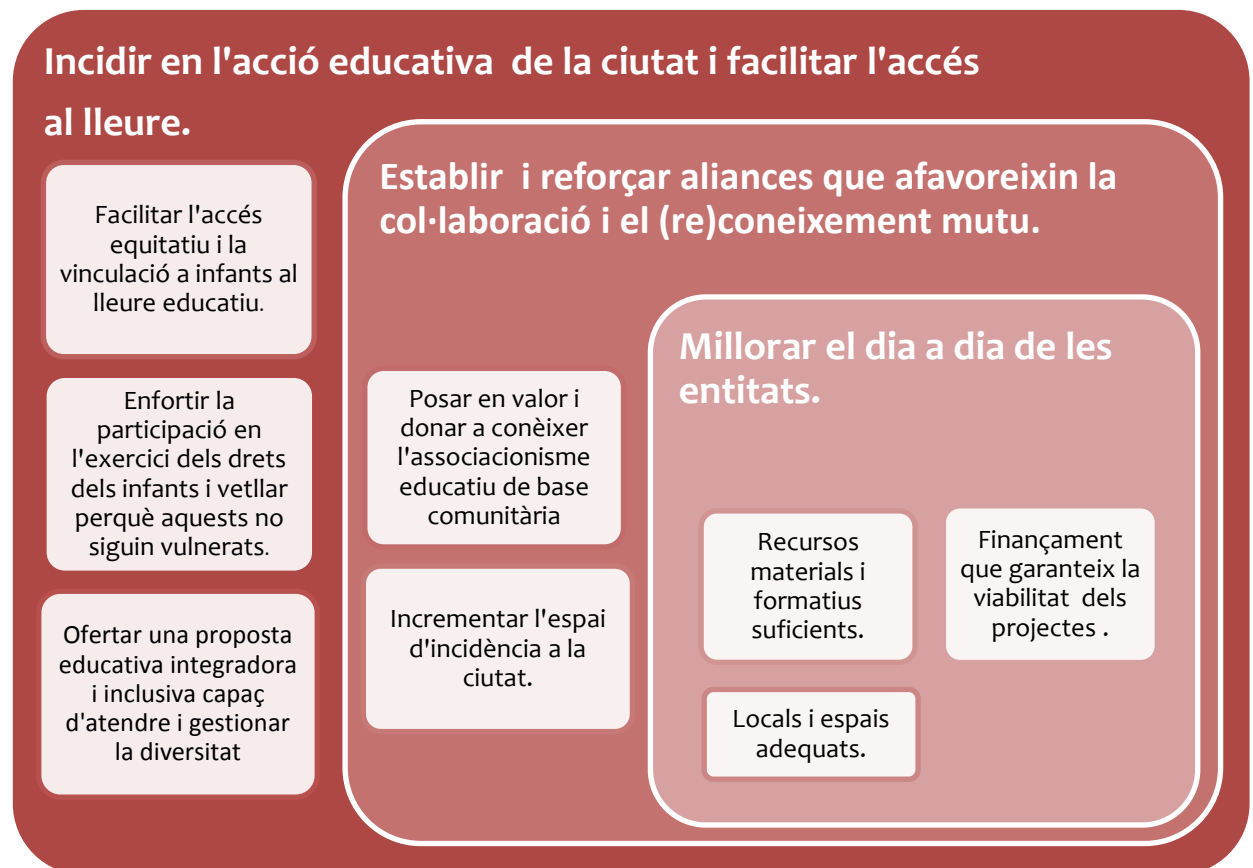 Incidir en l'acció educativa  de la ciutat i facilitar l'accés
al lleure.
Facilitar l'accés
equitatiu i la
vinculació a infants al
lleure educatiu.
Enfortir la
participació en
l'exercici dels drets
dels infants i vetllar
perquè aquests no
siguin vulnerats.
Ofertar una proposta
educativa integradora
i inclusiva capaç
d'atendre i gestionar
la diversitat
Establir  i reforçar aliances que afavoreixin la
col·laboració i el (re)coneixement mutu.
Posar en valor i
donar a conèixer
l'associacionisme
educatiu de base
comunitària
Incrementar l'espai
d'incidència a la
ciutat.
Millorar el dia a dia de les
entitats.
Recursos
materials i
formatius
suficients.
Finançament
que garanteix la
viabilitat  dels
projectes .
Locals i espais
adequats.